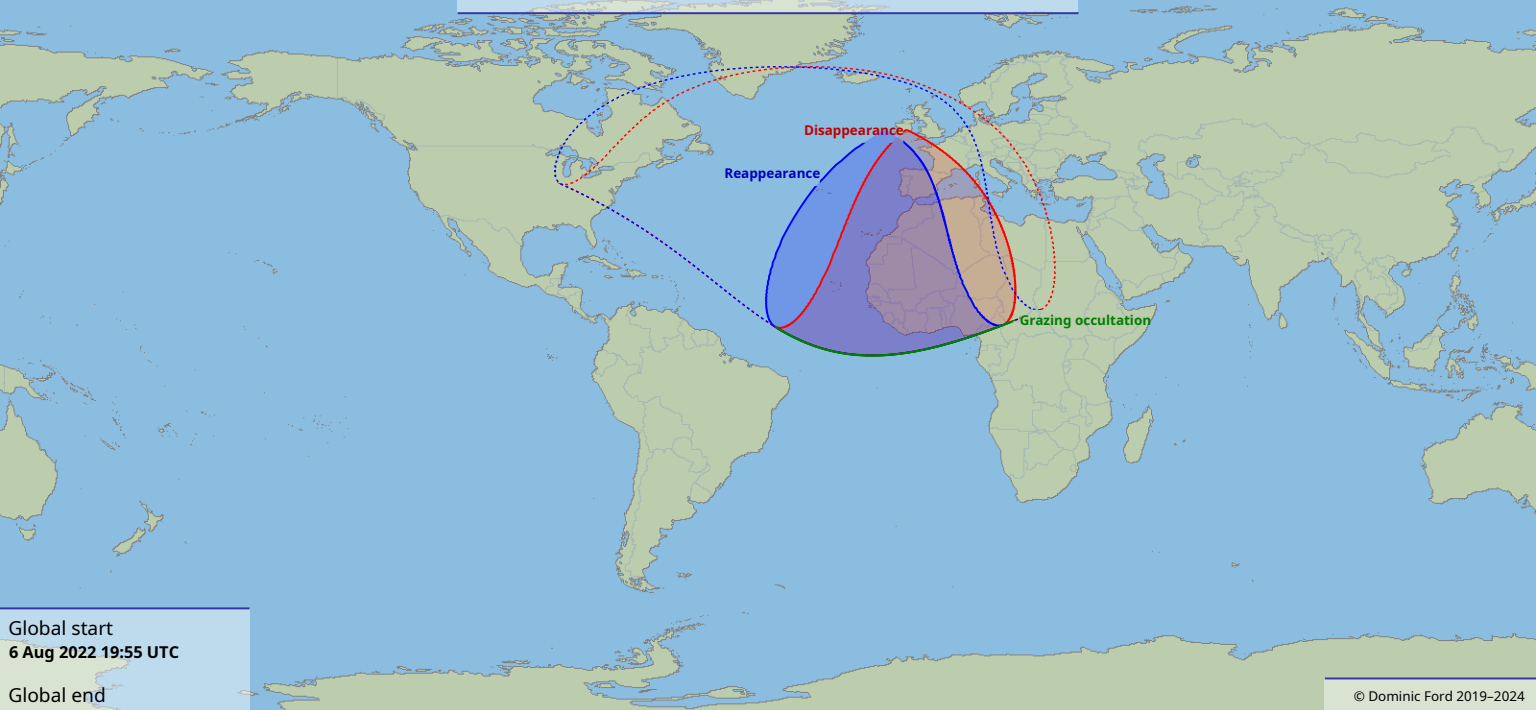 Disappearance
Reappearance
Grazing occultation
Global start
6 Aug 2022 19:55 UTC
Global end
© Dominic Ford 2019–2024